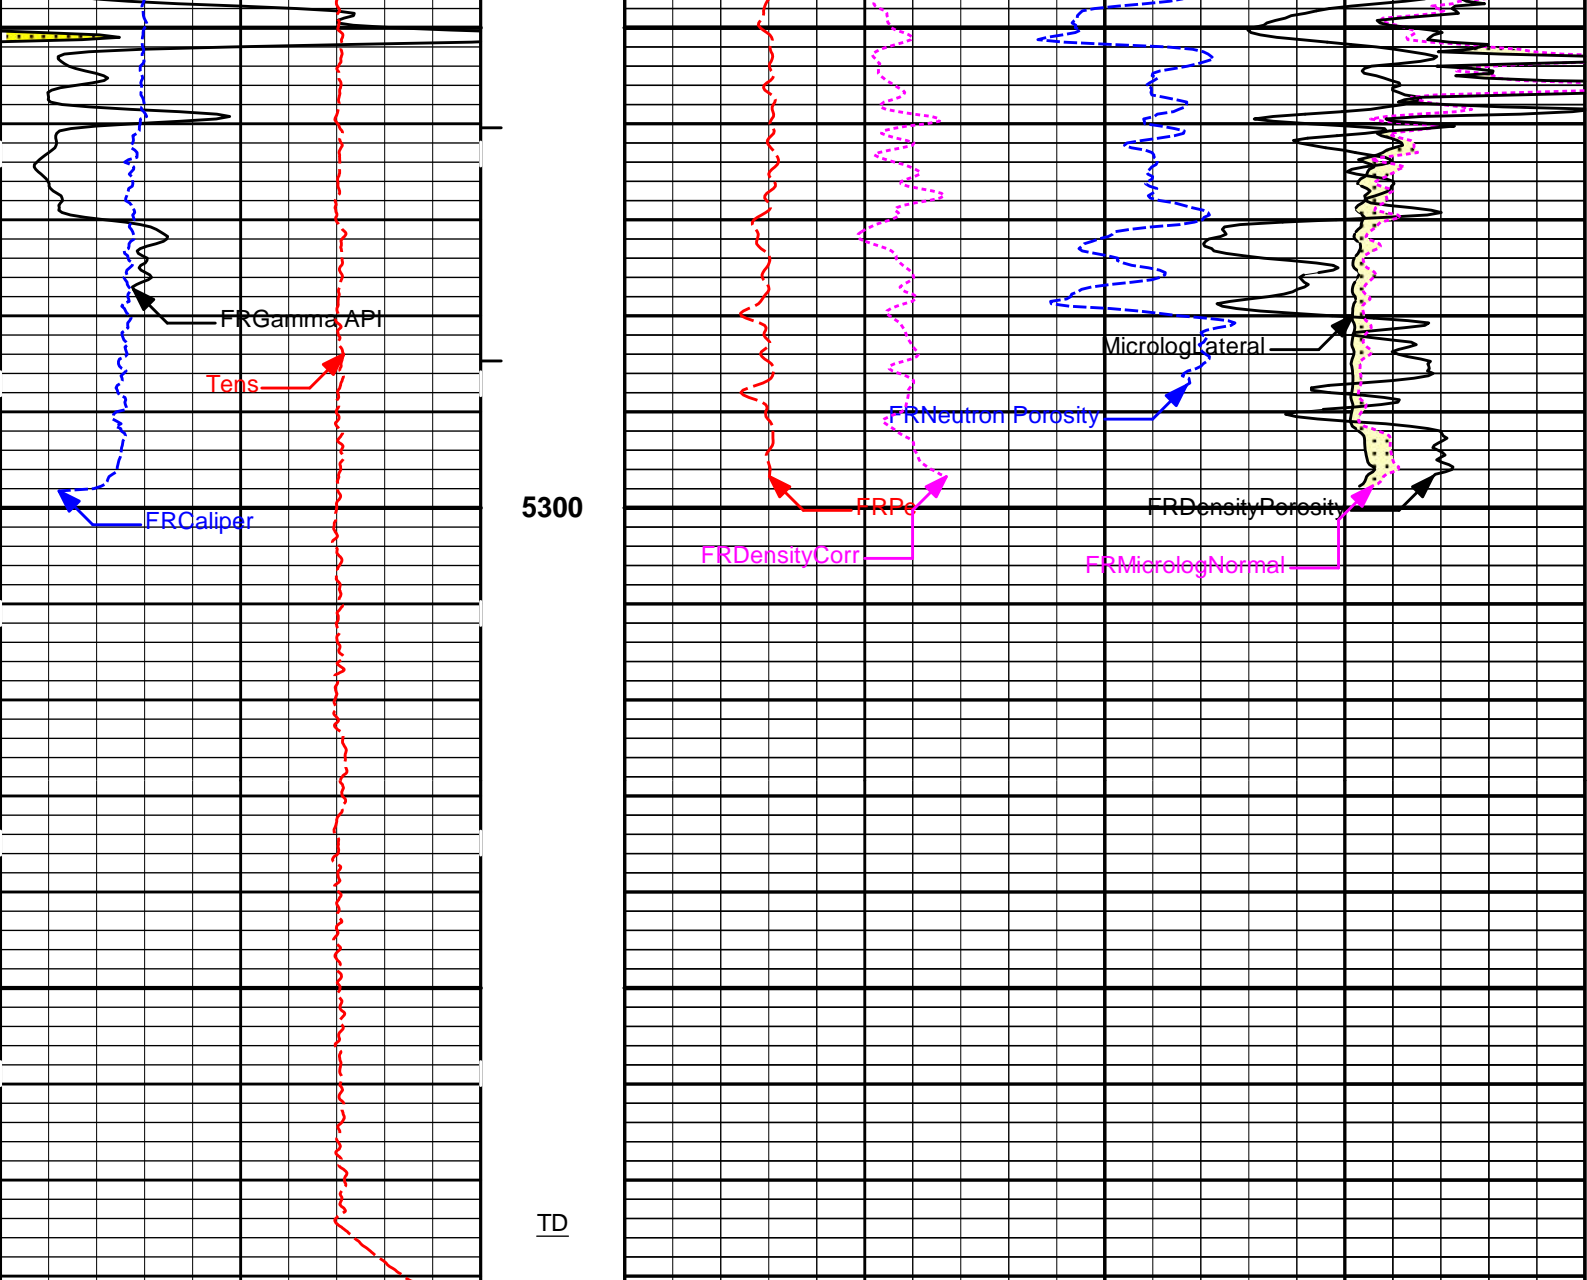 FRGamma API
MicrologLateral
Tens
FRNeutron Porosity
5300
FRPe
FRDensityPorosity
FRCaliper
FRDensityCorr
FRMicrologNormal
TD